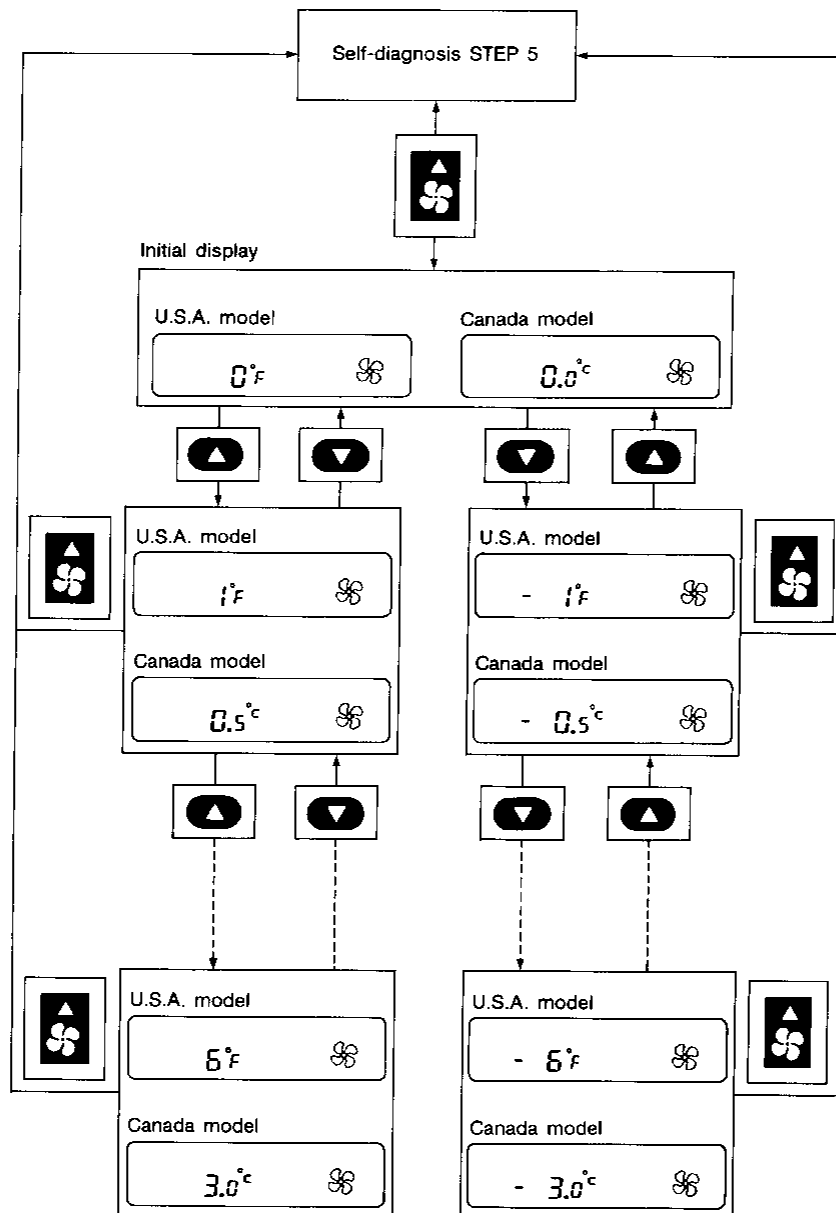 Self-diagnosis STEP 5
Initial display
U.S.A. model
Canada model
0°F
0.0°C
U.S.A. model
1°F
Canada model
0.5°C
U.S.A. model
- 1°F
Canada model
- 0.5°C
U.S.A. model
6°F
Canada model
3.0°C
U.S.A. model
- 6°F
Canada model
- 3.0°C